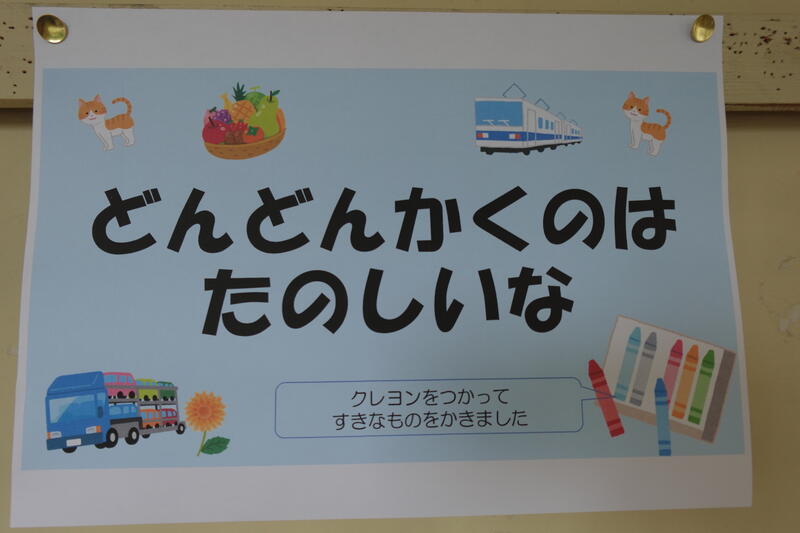 どんどんかくのは
たのしいな
クレヨンをつかって
すきなものをかきました